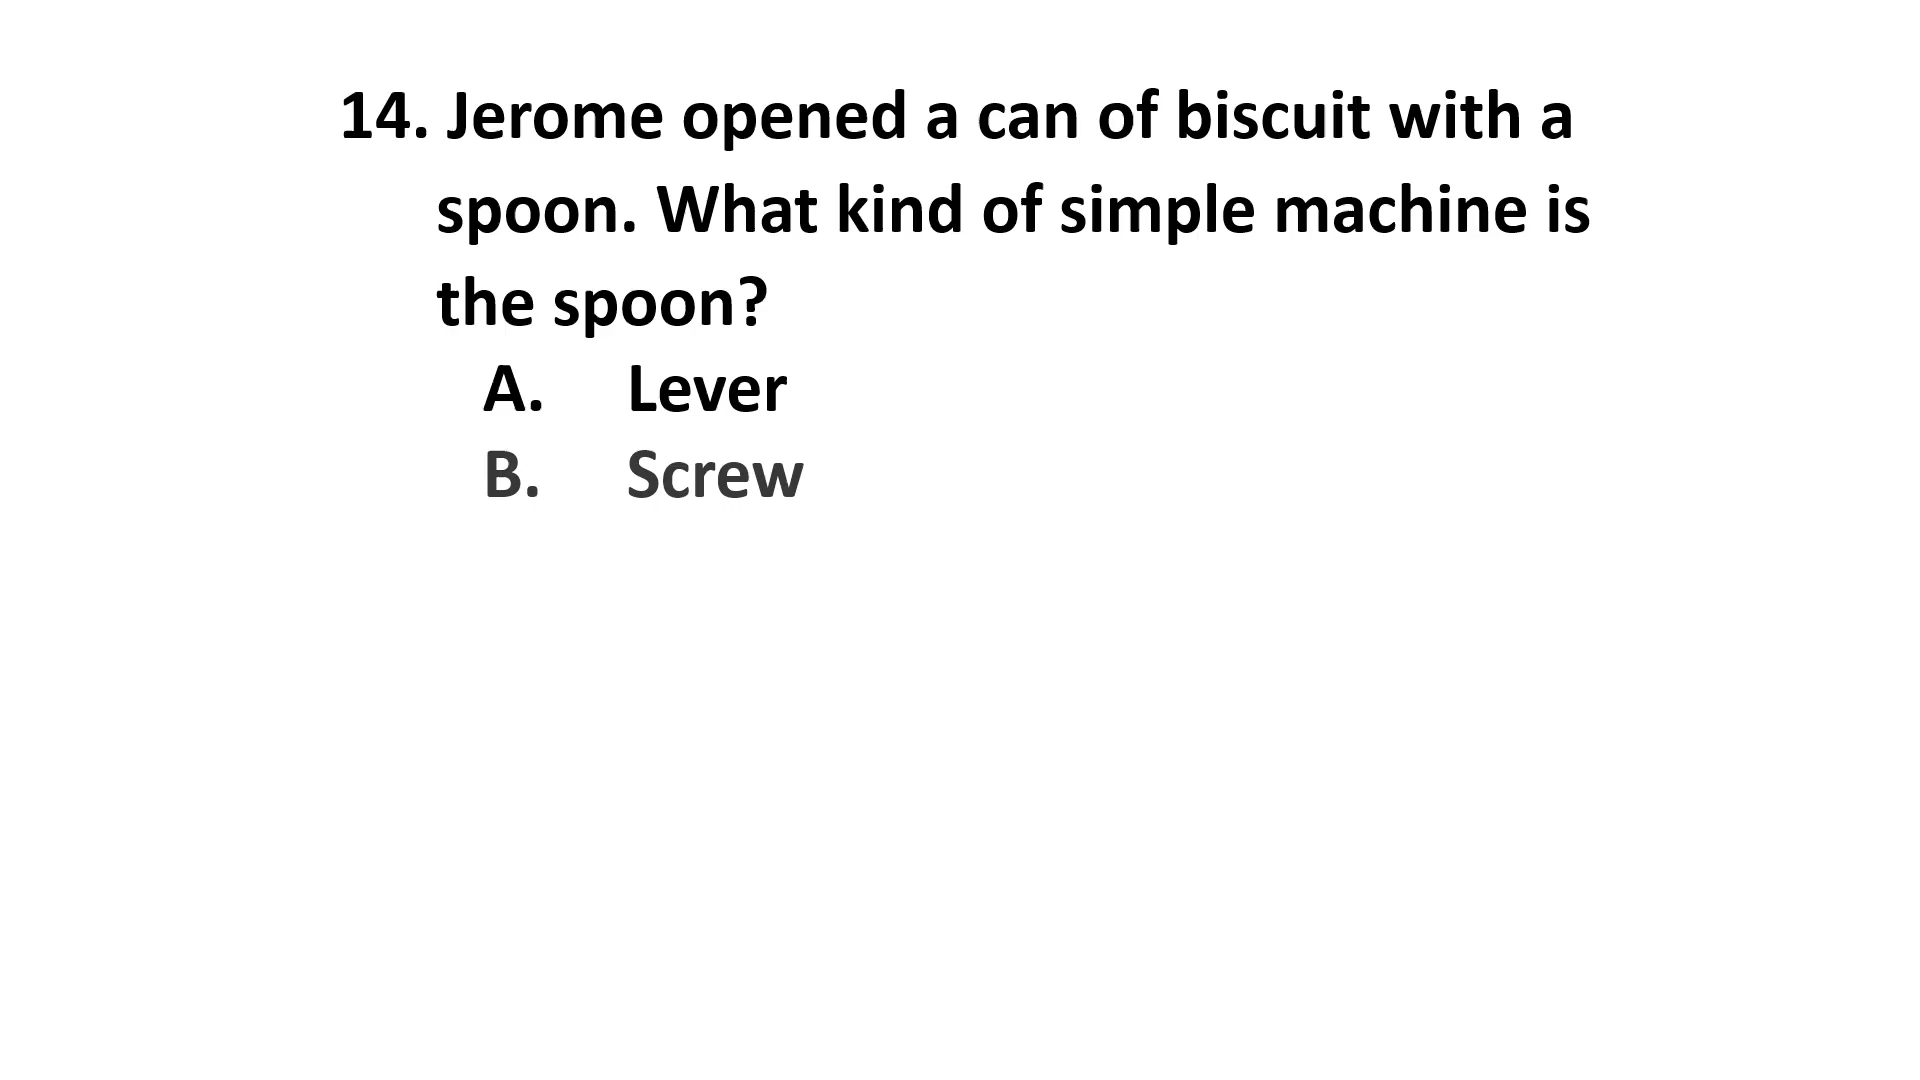 14. Jerome opened a can of biscuit with a
spoon. What kind of simple machine is
the spoon?
A. Lever
B. Screw